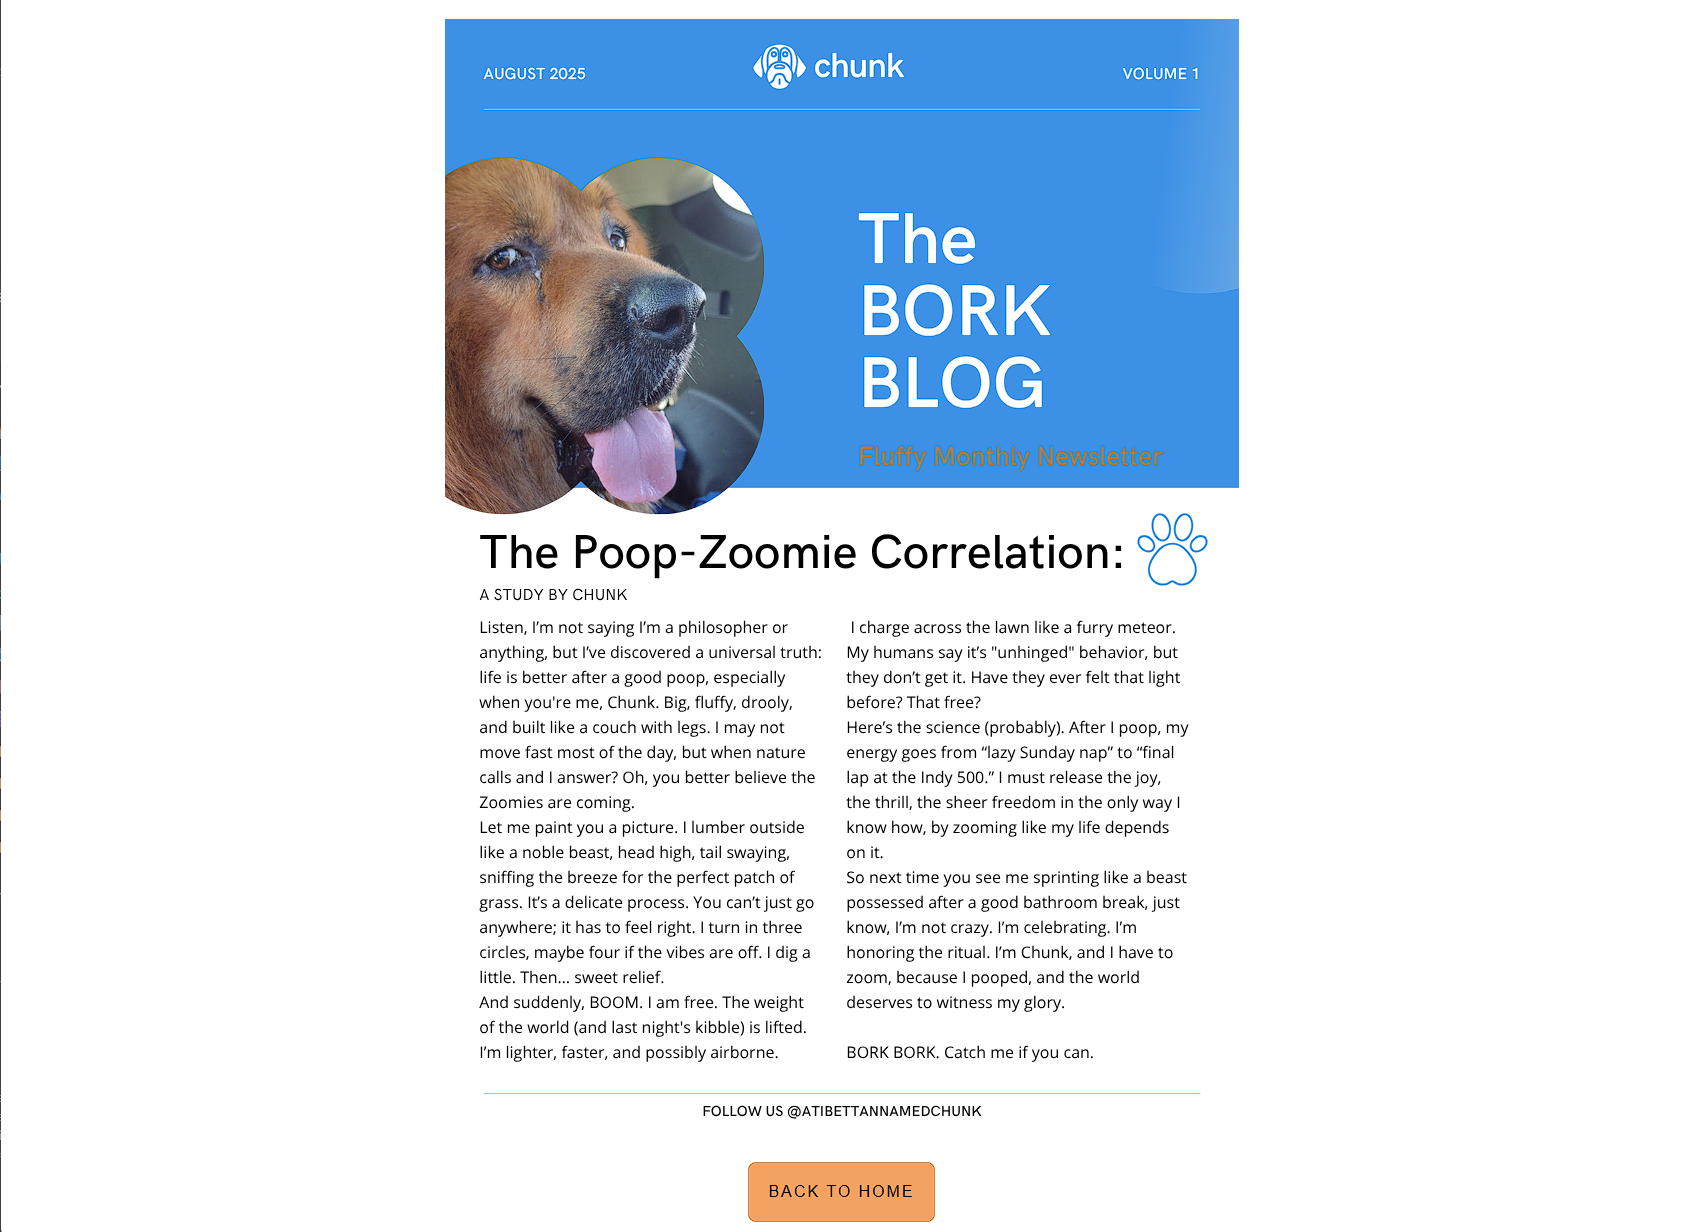 AUGUST 2025
chunk
VOLUME 1
The
BORK
BLOG
Fluffy Monthly Newsletter
The Poop-Zoomie Correlation:
A STUDY BY CHUNK
Listen, I’m not saying I’m a philosopher or
anything, but I’ve discovered a universal truth:
life is better after a good poop, especially
when you're me, Chunk. Big, fluffy, drooly,
and built like a couch with legs. I may not
move fast most of the day, but when nature
calls and I answer? Oh, you better believe the
Zoomies are coming.
Let me paint you a picture. I lumber outside
like a noble beast, head high, tail swaying,
sniffing the breeze for the perfect patch of
grass. It’s a delicate process. You can’t just go
anywhere; it has to feel right. I turn in three
circles, maybe four if the vibes are off. I dig a
little. Then... sweet relief.
And suddenly, BOOM. I am free. The weight
of the world (and last night's kibble) is lifted.
I’m lighter, faster, and possibly airborne.
I charge across the lawn like a furry meteor.
My humans say it’s "unhinged" behavior, but
they don’t get it. Have they ever felt that light
before? That free?
Here’s the science (probably). After I poop, my
energy goes from “lazy Sunday nap” to “final
lap at the Indy 500.” I must release the joy,
the thrill, the sheer freedom in the only way I
know how, by zooming like my life depends
on it.
So next time you see me sprinting like a beast
possessed after a good bathroom break, just
know, I’m not crazy. I’m celebrating. I’m
honoring the ritual. I’m Chunk, and I have to
zoom, because I pooped, and the world
deserves to witness my glory.
BORK BORK. Catch me if you can.
FOLLOW US @ATIBETTANNAMEDCHUNK
BACK TO HOME